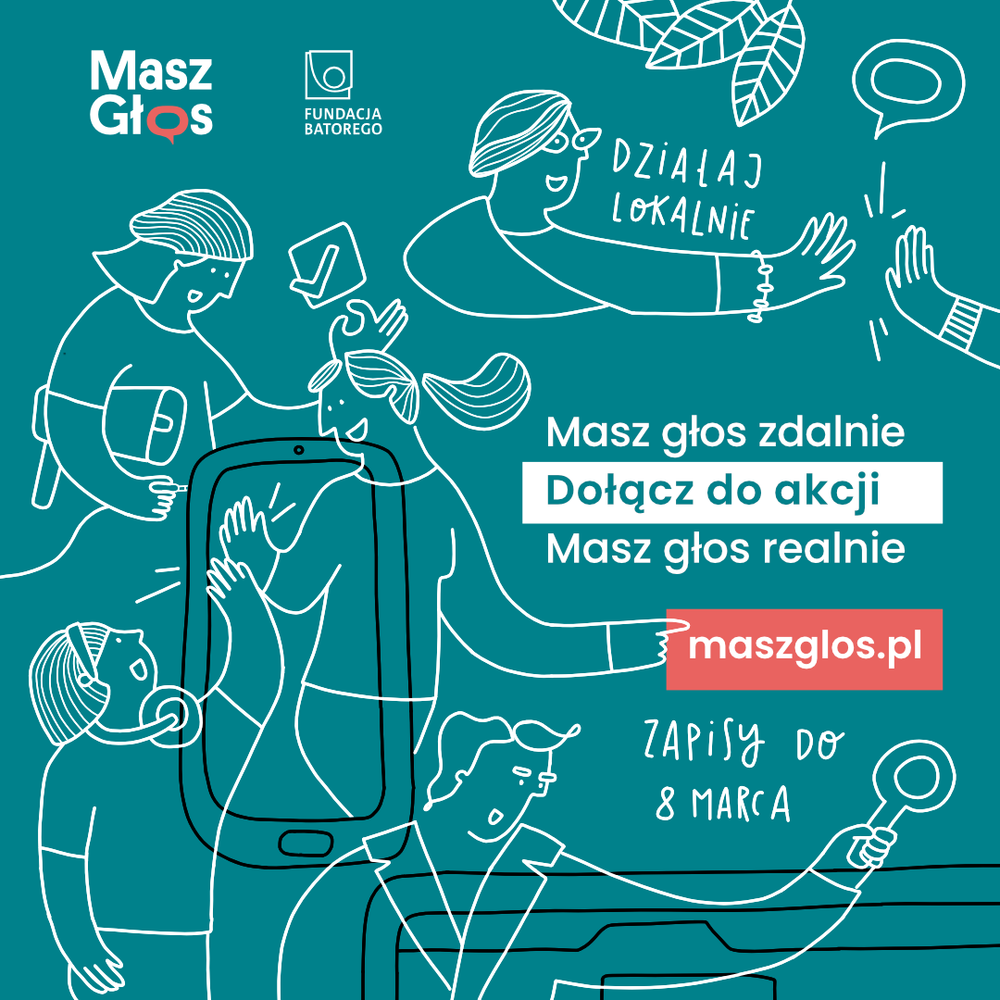 Masz
Głos
FUNDACJA
BATOREGO
DZiAŁAJ
LOKALNiE
Masz głos zdalnie
Dołącz do akcji
Masz głos realnie
maszglos.pl
ZAPiSy DO
8 MARCA